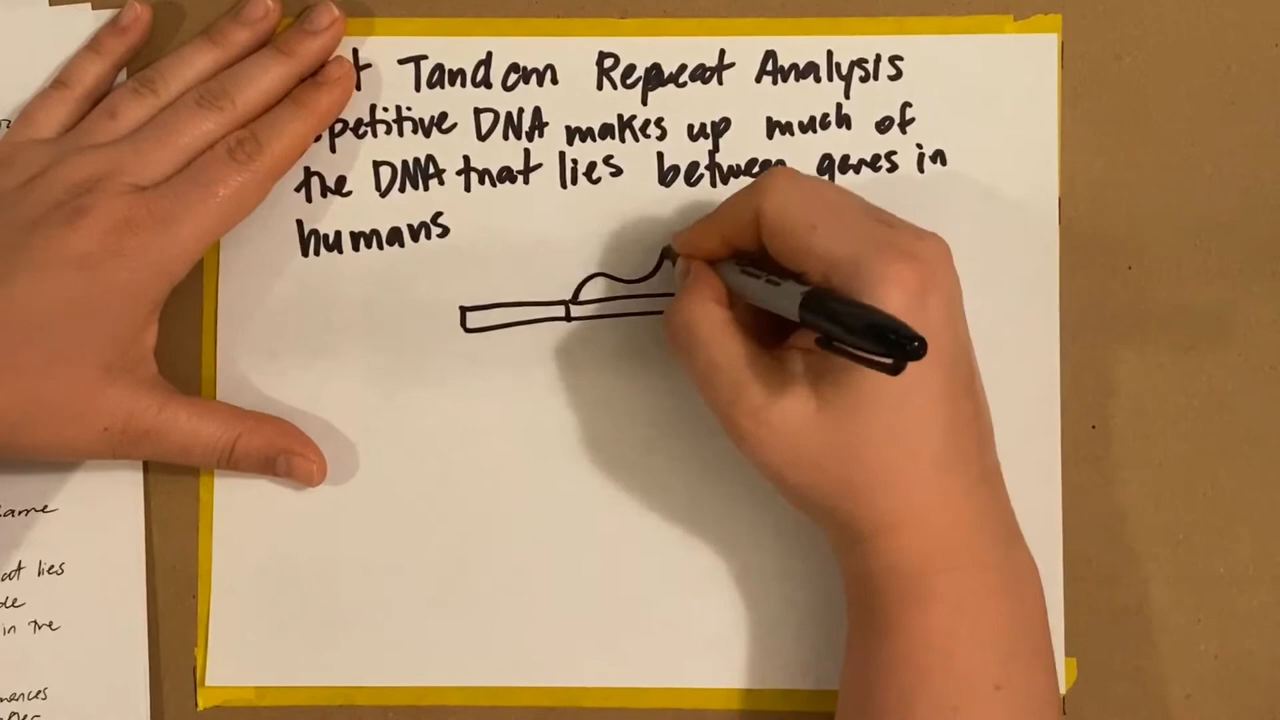 Tandem Repeat Analysis
petitive DNA makes up much of
the DNA that lies between genes in
humans
ame
lies
in the